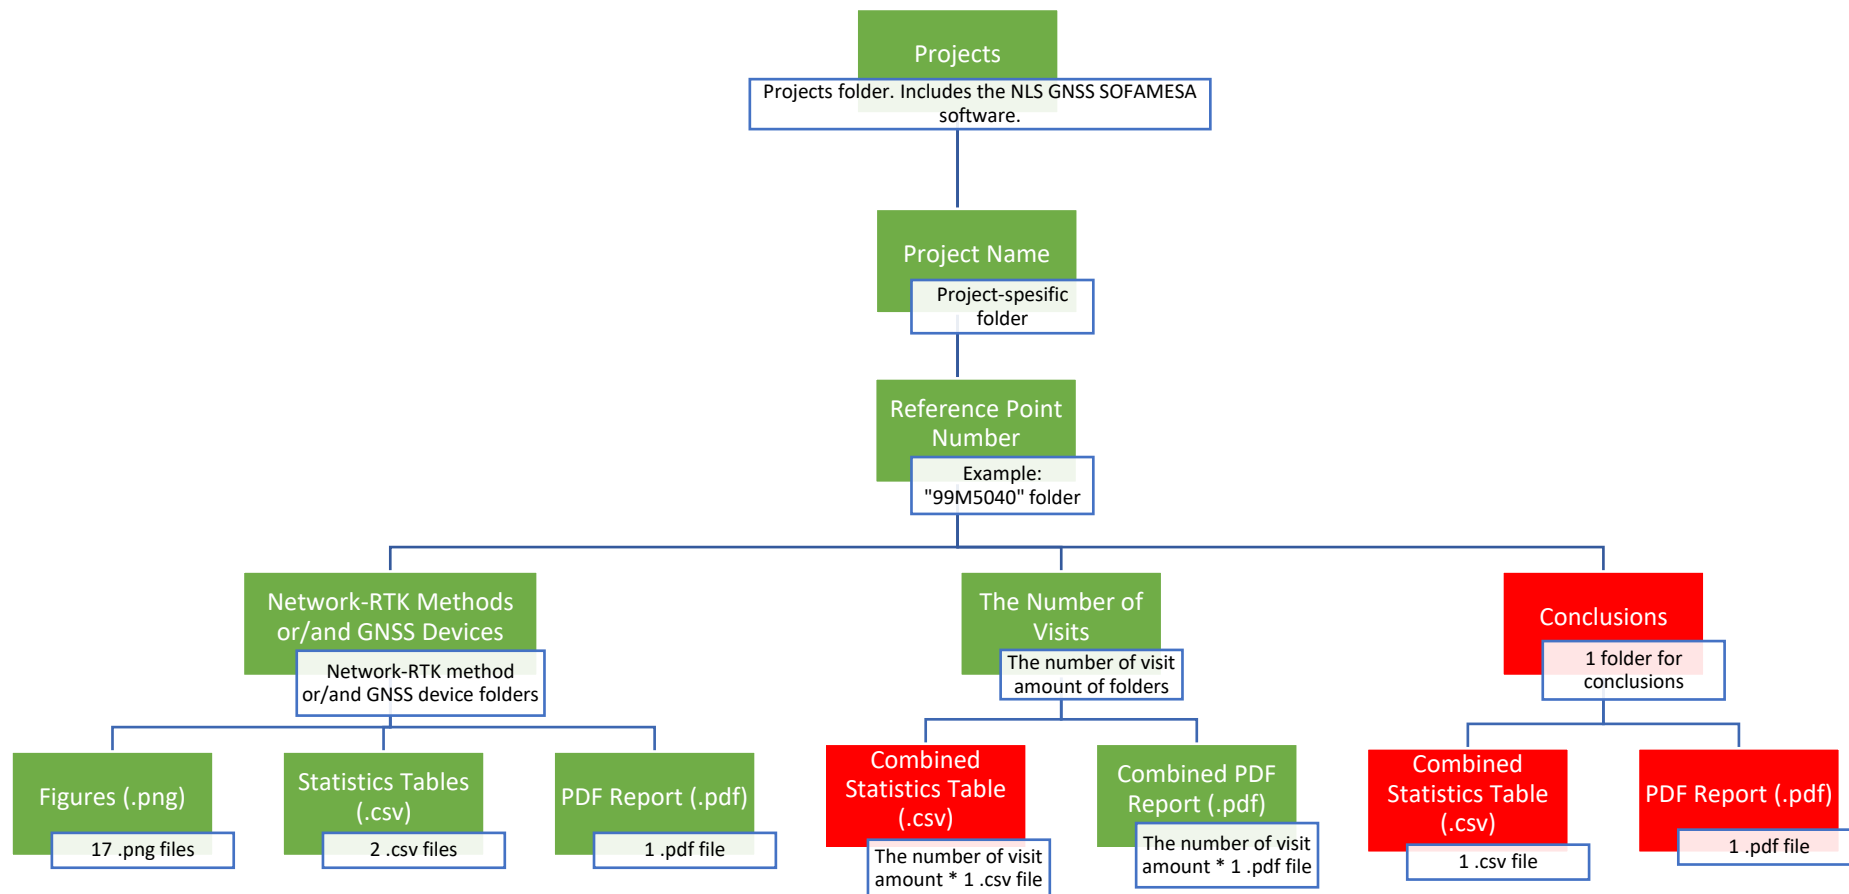 Projects
Projects folder. Includes the NLS GNSS SOFAMESA
software.
Project Name
Project-spesific
folder
Reference Point
Number
Example:
"99M5040" folder
Network-RTK Methods
or/and GNSS Devices
Network-RTK method
or/and GNSS device folders
The Number of
Visits
The number of visit
amount of folders
Conclusions
1 folder for
conclusions
Figures (.png)
17 .png files
Statistics Tables
(.csv)
2 .csv files
PDF Report (.pdf)
1 .pdf file
Combined
Statistics Table
(.csv)
The number of visit
amount * 1 .csv file
Combined PDF
Report (.pdf)
The number of visit
amount * 1 .pdf file
Combined
Statistics Table
(.csv)
1 .csv file
PDF Report (.pdf)
1 .pdf file